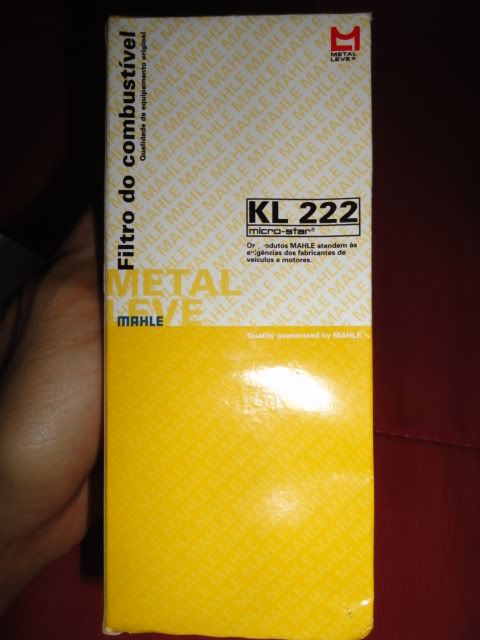 METAL
LEVE®
Filtro do combustível
Qualidade de equipamento original
KL 222
micro-star®
Os produtos MAHLE atendem às
exigências dos fabricantes de
veículos e motores.
METAL
LEVE
MAHLE
Quality guaranteed by MAHLE